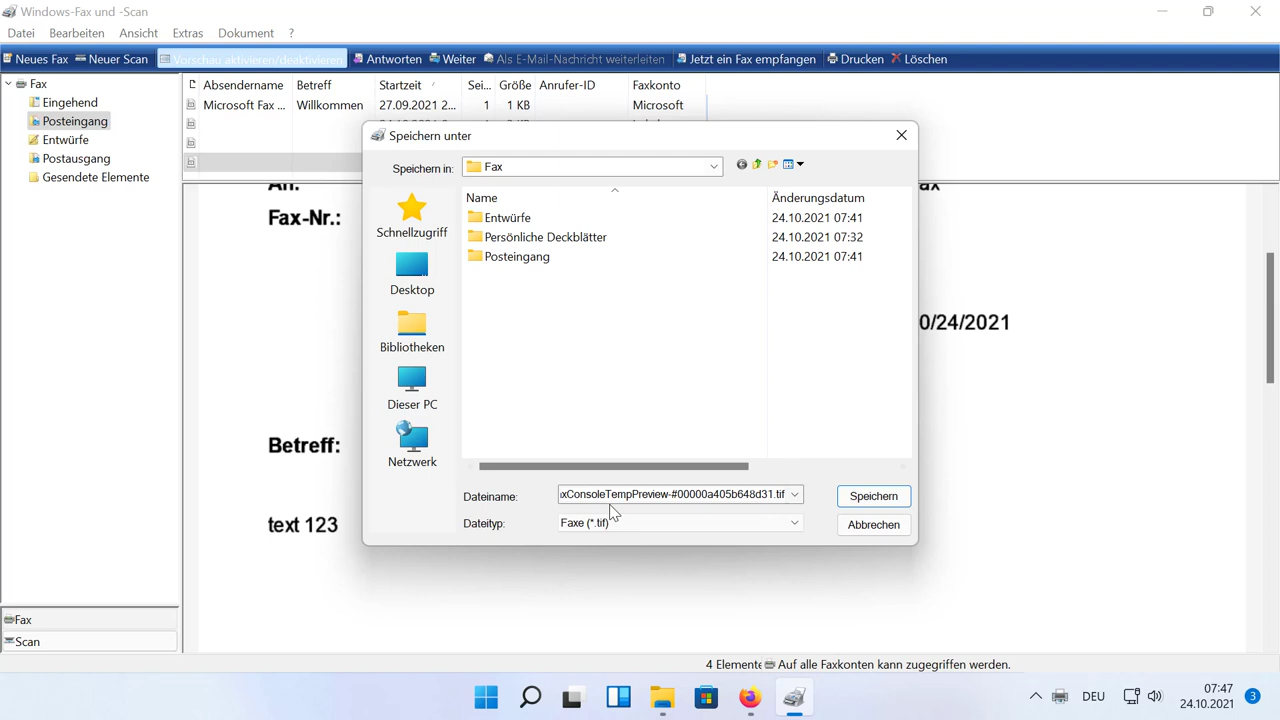 Windows-Fax und -Scan
Datei Bearbeiten Ansicht Extras Dokument ?
Neues Fax Neuer Scan Vorschau aktivieren/deaktivieren Antworten Weiter Als E-Mail-Nachricht weiterleiten Jetzt ein Fax empfangen Drucken Löschen
Fax
Eingehend
Posteingang
Entwürfe
Postausgang
Gesendete Elemente
Absendername Betreff Startzeit Sei... Größe Anrufer-ID Faxkonto
Microsoft Fax ... Willkommen 27.09.2021 2... 1 1 KB Microsoft
Fax-Nr.:
0/24/2021
Betreff:
text 123
Speichern unter
Speichern in: Fax
Schnellzugriff
Desktop
Bibliotheken
Dieser PC
Netzwerk
Name Änderungsdatum
Entwürfe 24.10.2021 07:41
Persönliche Deckblätter 24.10.2021 07:32
Posteingang 24.10.2021 07:41
Dateiname: xConsoleTempPreview-#00000a405b648d31.tif Speichern
Dateityp: Faxe (*.tif) Abbrechen
Fax
Scan
4 Elemente Auf alle Faxkonten kann zugegriffen werden.
DEU 07:47
24.10.2021 3